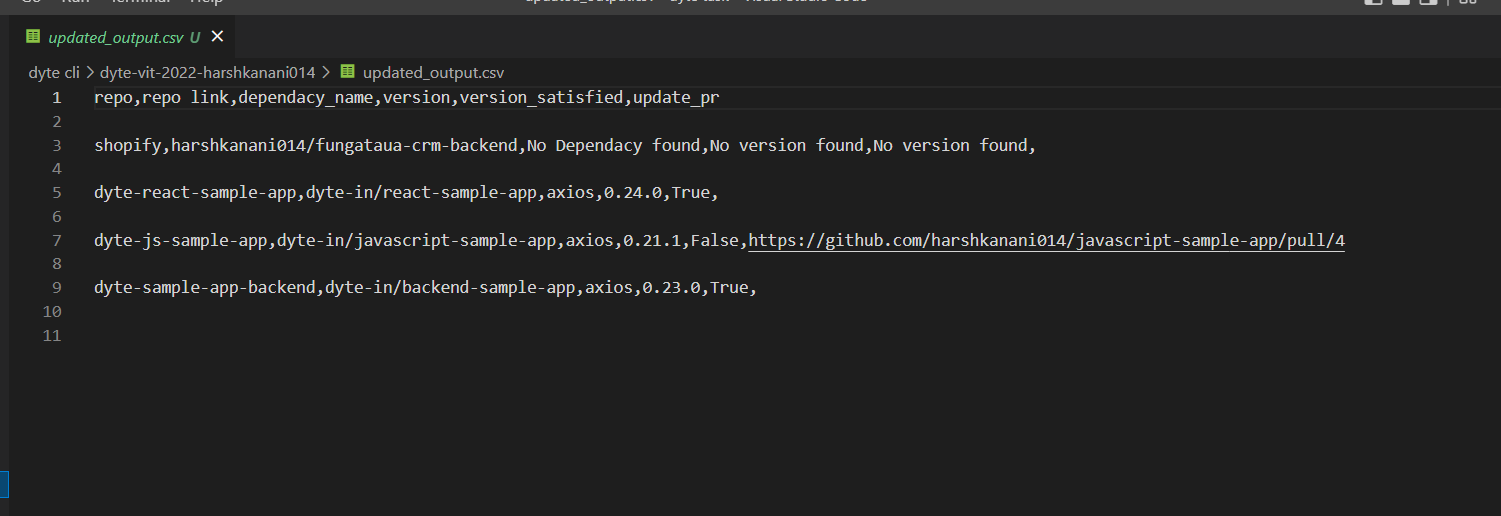 updated_output.csv U
dyte cli > dyte-vit-2022-harshkanani014 > updated_output.csv
1 repo,repo link,dependacy_name,version,version_satisfied,update_pr
2
3 shopify,harshkanani014/fungataua-crm-backend,No Dependacy found,No version found,No version found,
4
5 dyte-react-sample-app,dyte-in/react-sample-app,axios,0.24.0,True,
6
7 dyte-js-sample-app,dyte-in/javascript-sample-app,axios,0.21.1,False,https://github.com/harshkanani014/javascript-sample-app/pull/4
8
9 dyte-sample-app-backend,dyte-in/backend-sample-app,axios,0.23.0,True,
10
11